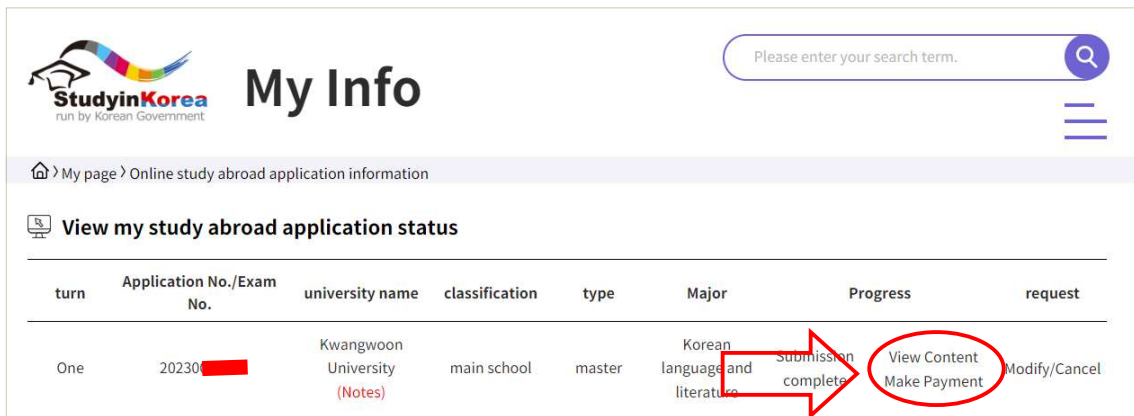 StudyinKorea
run by Korean Government
My Info
Please enter your search term.
My page 〉 Online study abroad application information
View my study abroad application status
turn
Application No./Exam
No.
university name
classification
type
Major
Progress
request
One
20230
Kwangwoon
University
(Notes)
main school
master
Korean
language and
literature
Submission
complete
View Content
Make Payment
Modify/Cancel